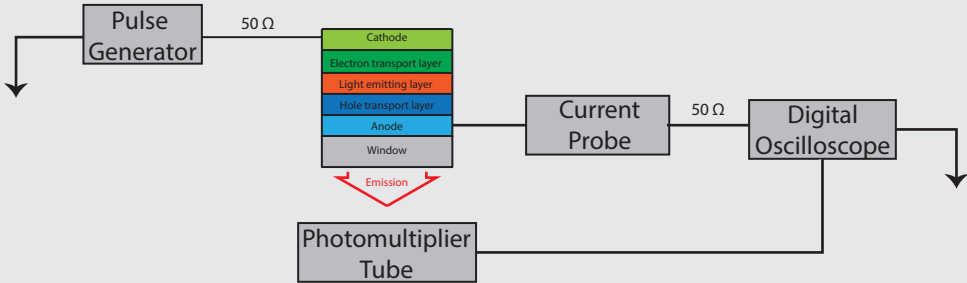 Pulse
Generator
50 Ω
Cathode
Electron transport layer
Light emitting layer
Hole transport layer
Anode
Window
Emission
Current
Probe
50 Ω
Digital
Oscilloscope
Photomultiplier
Tube